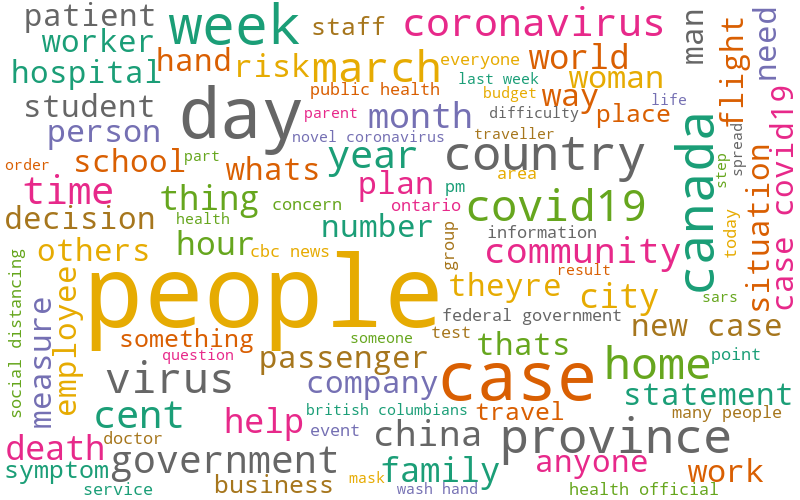 patient
week
staff
coronavirus
man
flight
need
worker
hand
risk
march
everyone
world
hospital
last week
woman
public health
budget
way
life
covid19
student
day
parent
month
difficulty
place
person
novel coronavirus
traveller
canada
spread
order
school
part
whats
year
country
area
step
time
thing
plan
pm
situation
case
decision
health
concern
ontario
covid19
number
information
today
others
hour
cbc news
group
community
result
people
theyre
city
sars
social distancing
measure
employee
federal government
something
someone
test
new case
question
passenger
thats
point
virus
company
case
home
statement
cent
help
british columbians
travel
many people
event
death
doctor
china
province
symptom
government
family
anyone
work
service
business
mask
wash hand
health official